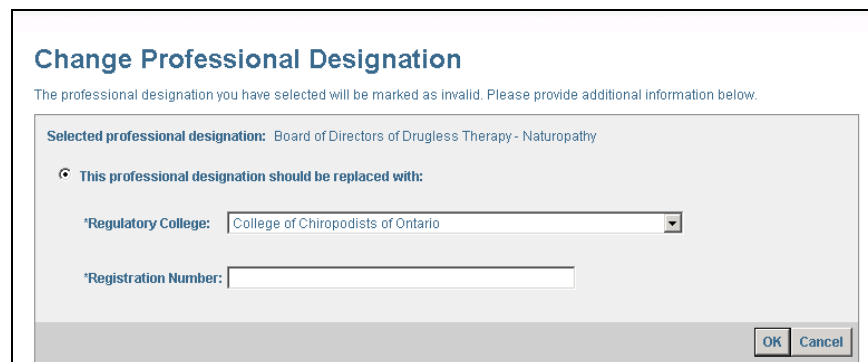 Change Professional Designation
The professional designation you have selected will be marked as invalid. Please provide additional information below.
Selected professional designation: Board of Directors of Drugless Therapy - Naturopathy
This professional designation should be replaced with:
*Regulatory College: College of Chiropodists of Ontario
*Registration Number:
OK Cancel